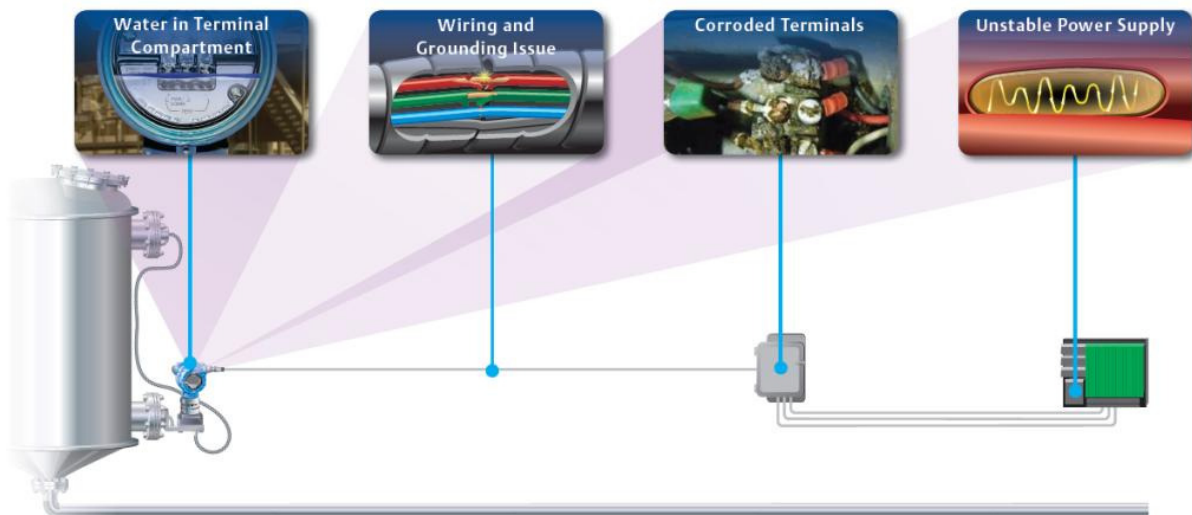 Water in Terminal
Compartment
Wiring and
Grounding Issue
Corroded Terminals
Unstable Power Supply